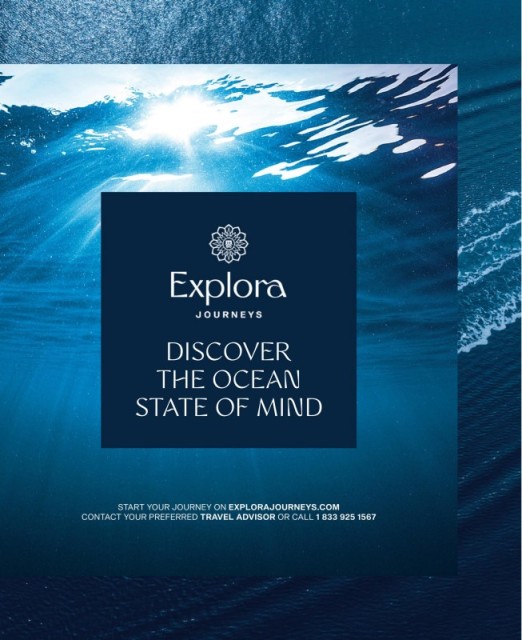 Explora
JOURNEYS
DISCOVER
THE OCEAN
STATE OF MIND
START YOUR JOURNEY ON EXPLORAJOURNEYS.COM
CONTACT YOUR PREFERRED TRAVEL ADVISOR OR CALL 1 833 925 1567